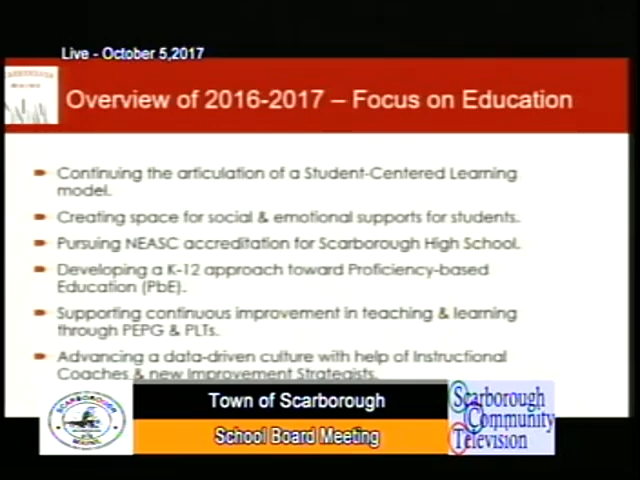 Live - October 5,2017
Overview of 2016-2017 – Focus on Education
Continuing the articulation of a Student-Centered Learning
model.
Creating space for social & emotional supports for students.
Pursuing NEASC accreditation for Scarborough High School.
Developing a K-12 approach toward Proficiency-based
Education (PbE).
Supporting continuous improvement in teaching & learning
through PEPG & PLTs.
Advancing a data-driven culture with help of Instructional
Coaches & new Improvement Strategists.
Town of Scarborough
School Board Meeting
SCARBOROUGH
Scarborough
Community
Television